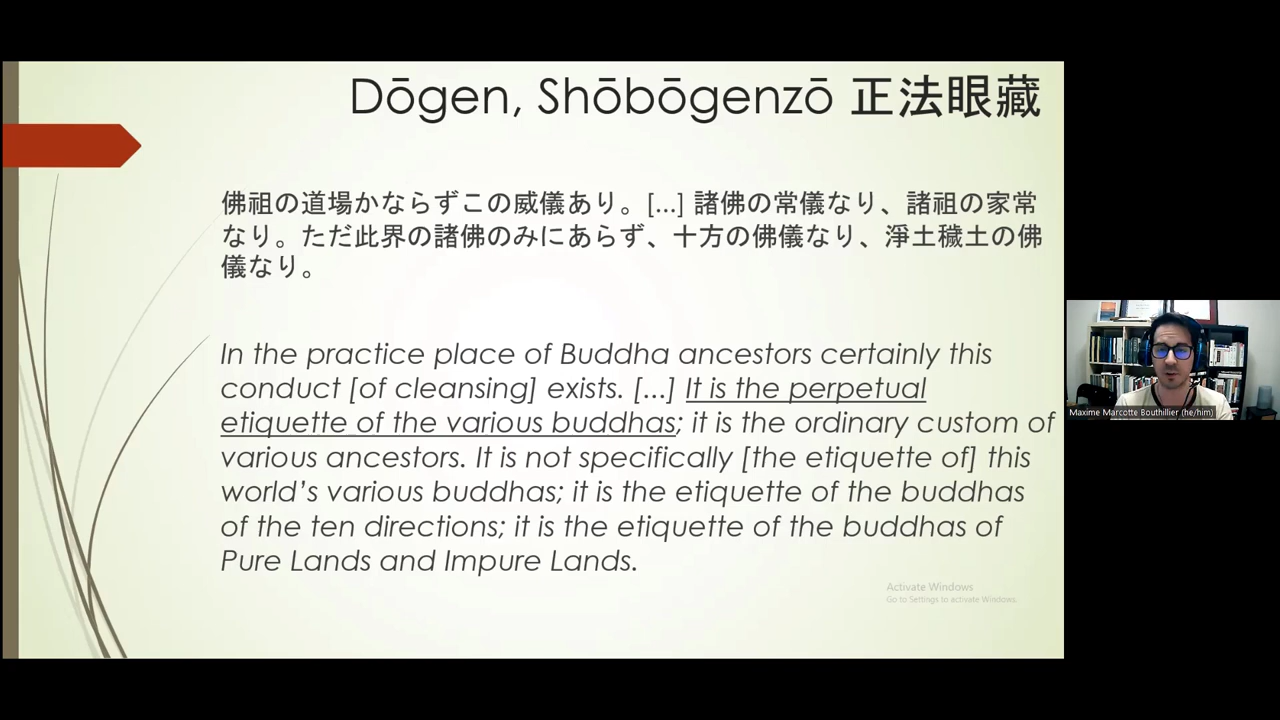 Dōgen, Shōbōgenzō 正法眼藏
佛祖の道場かならずこの威儀あり。[...] 諸佛の常儀なり、諸祖の家常
なり。ただ此界の諸佛のみにあらず、十方の佛儀なり、淨土穢土の佛
儀なり。
In the practice place of Buddha ancestors certainly this
conduct [of cleansing] exists. [...] It is the perpetual
etiquette of the various buddhas; it is the ordinary custom of
various ancestors. It is not specifically [the etiquette of] this
world’s various buddhas; it is the etiquette of the buddhas
of the ten directions; it is the etiquette of the buddhas of
Pure Lands and Impure Lands.
Activate Windows
Go to Settings to activate Windows.
Maxime Marcotte Bouthillier (he/him)